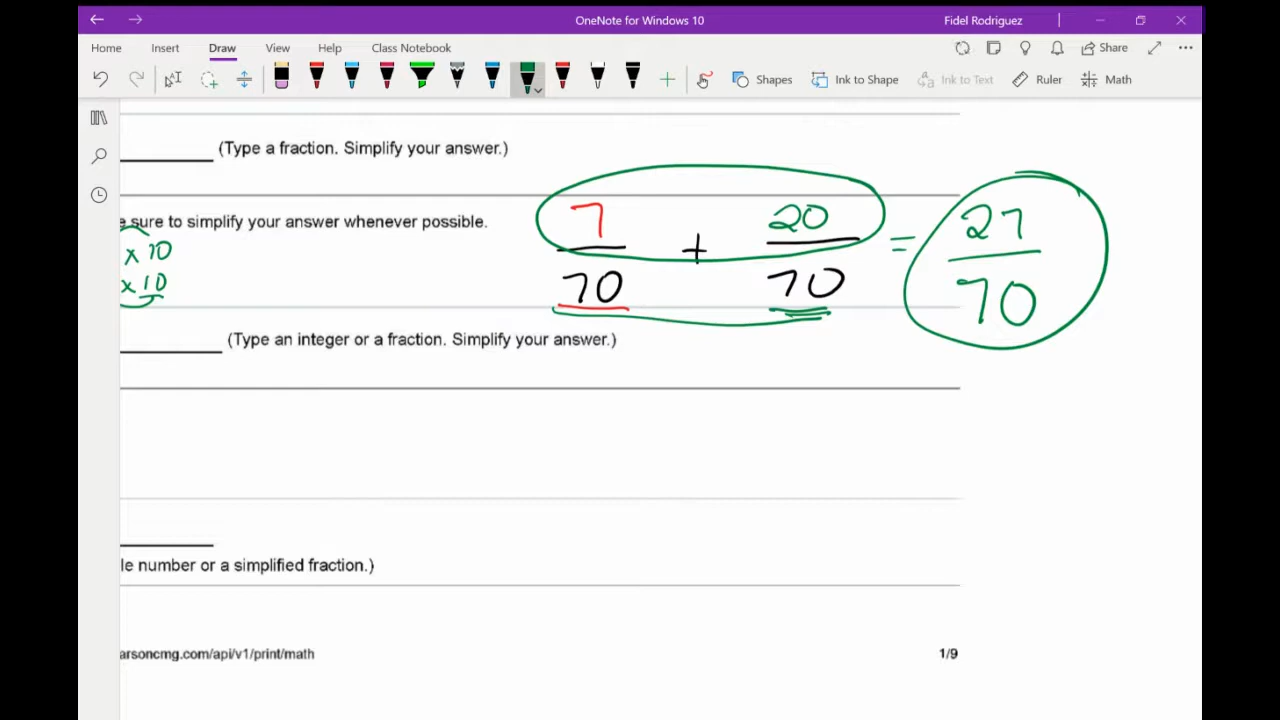 OneNote for Windows 10
Fidel Rodriguez
Home Insert Draw View Help Class Notebook
Share
Shapes Ink to Shape Ink to Text Ruler Math
(Type a fraction. Simplify your answer.)
e sure to simplify your answer whenever possible.
x 10
x 10
7 + 20 = 27
70 70 70
(Type an integer or a fraction. Simplify your answer.)
le number or a simplified fraction.)
arsoncmg.com/api/v1/print/math
1/9